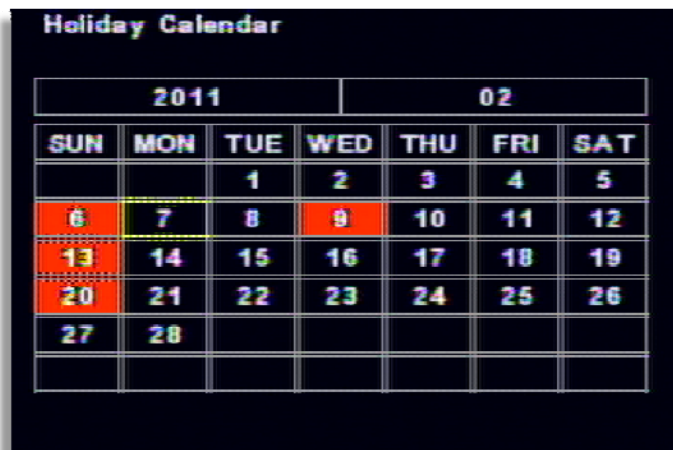 Holiday Calendar
2011 02
SUN MON TUE WED THU FRI SAT
1 2 3 4 5
6 7 8 9 10 11 12
13 14 15 16 17 18 19
20 21 22 23 24 25 26
27 28